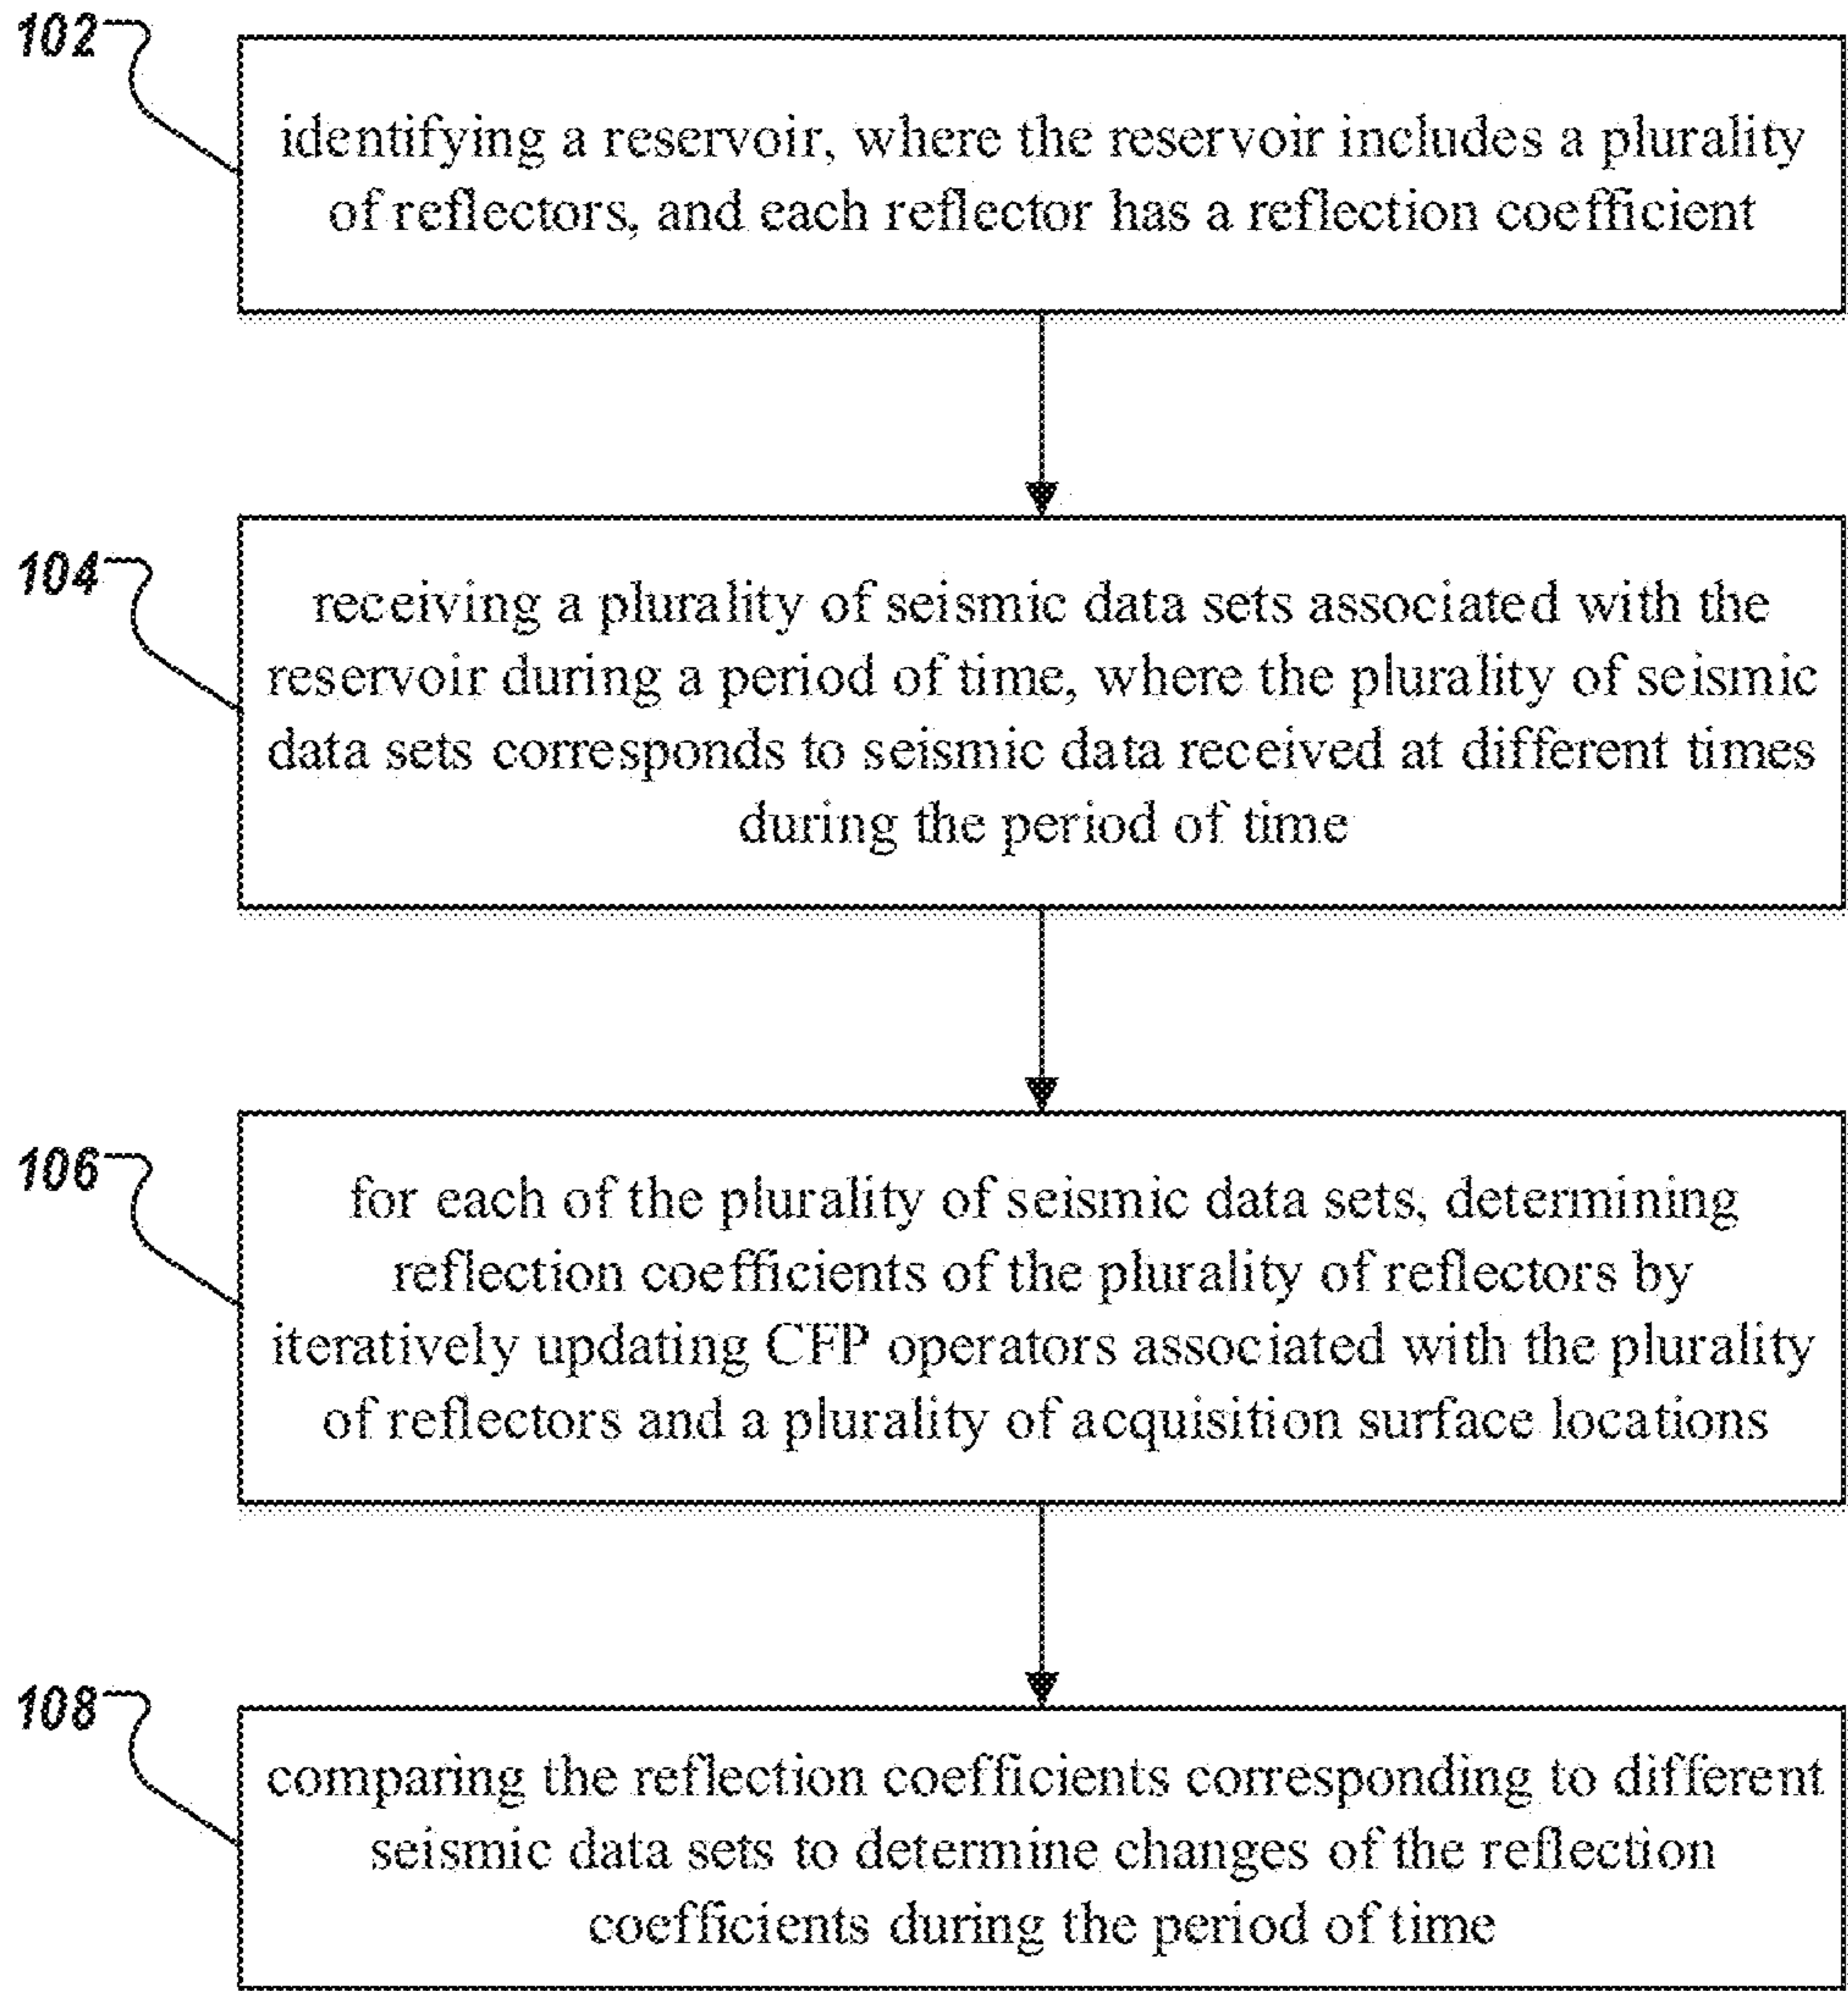 102
identifying a reservoir, where the reservoir includes a plurality
of reflectors, and each reflector has a reflection coefficient
104
receiving a plurality of seismic data sets associated with the
reservoir during a period of time, where the plurality of seismic
data sets corresponds to seismic data received at different times
during the period of time
106
for each of the plurality of seismic data sets, determining
reflection coefficients of the plurality of reflectors by
iteratively updating CFP operators associated with the plurality
of reflectors and a plurality of acquisition surface locations
108
comparing the reflection coefficients corresponding to different
seismic data sets to determine changes of the reflection
coefficients during the period of time